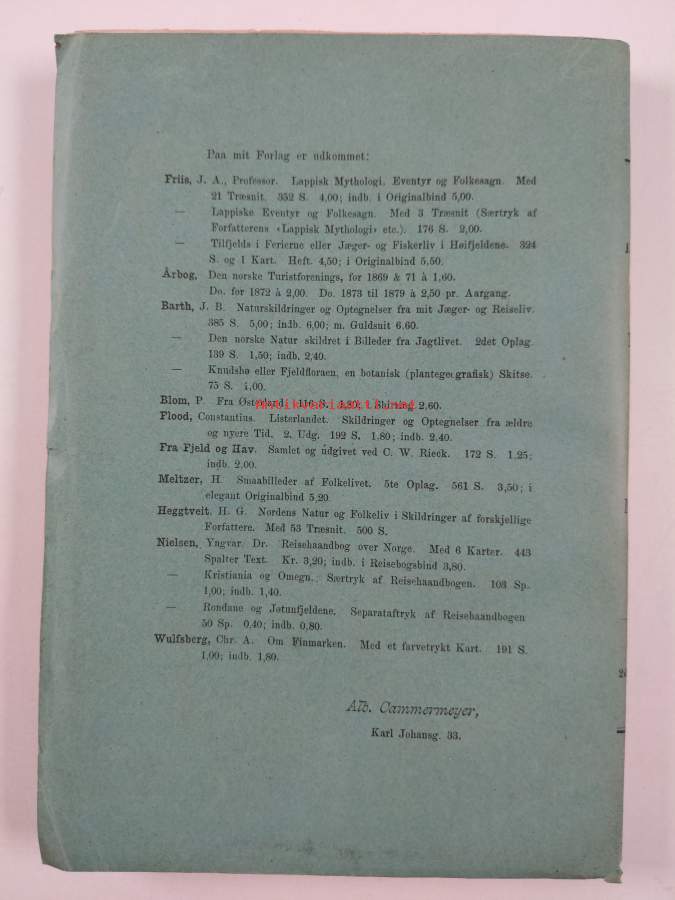 Paa mit Forlag er udkommet:
Friis, J. A., Professor. Lappisk Mythologi, Eventyr og Folkesagn. Med
21 Træsnit. 352 S. 4,00; indb. i Originalbind 5,00.
— Lappiske Eventyr og Folkesagn. Med 3 Træsnit (Særtryk af
Forfatterens «Lappisk Mythologi» etc.). 176 S. 2,00.
— Tilfjelds i Ferierne eller Jæger- og Fiskerliv i Høifjeldene. 324
S. og 1 Kart. Heft. 4,50; i Originalbind 5,50.
Årbog, Den norske Turistforenings, for 1869 & 71 à 1,60.
Do. for 1872 à 2,00. Do. 1873 til 1879 à 2,50 pr. Aargang.
Barth, J. B. Naturskildringer og Optegnelser fra mit Jæger- og Reiseliv.
385 S. 5,00; indb. 6,00; m. Guldsnit 6,60.
— Den norske Natur skildret i Billeder fra Jagtlivet. 2det Oplag.
139 S. 1,50; indb. 2,40.
— Knudshø eller Fjeldfloraen, en botanisk (plantegeografisk) Skitse.
75 S. 1,00.
Blom, P. Fra Østerland. 116 S. 1,80. Shirting 2,60.
Flood, Constantius. Listerlandet. Skildringer og Optegnelser fra ældre
og nyere Tid. 2. Udg. 192 S. 1,80; indb. 2,40.
Fra Fjeld og Hav. Samlet og udgivet ved C. W. Rieck. 172 S. 1,25;
indb. 2,00.
Meltzer, H. Smaabilleder af Folkelivet. 5te Oplag. 561 S. 3,50; i
elegant Originalbind 5,20.
Heggtveit, H. G. Nordens Natur og Folkeliv i Skildringer af forskjellige
Forfattere. Med 53 Træsnit. 500 S.
Nielsen, Yngvar. Dr. Reisehaandbog over Norge. Med 6 Karter. 443
Spalter Text. Kr. 3,20; indb. i Reisebogsbind 3,80.
— Kristiania og Omegn. Særtryk af Reisehaandbogen. 103 Sp.
1,00; indb. 1,40.
— Rondane og Jotunfjeldene. Separataftryk af Reisehaandbogen
50 Sp. 0,40; indb. 0,80.
Wulfsberg, Chr. A. Om Finmarken. Med et farvetrykt Kart. 191 S.
1,00; indb. 1,80.
Alb. Cammermeyer,
Karl Johansg. 33.